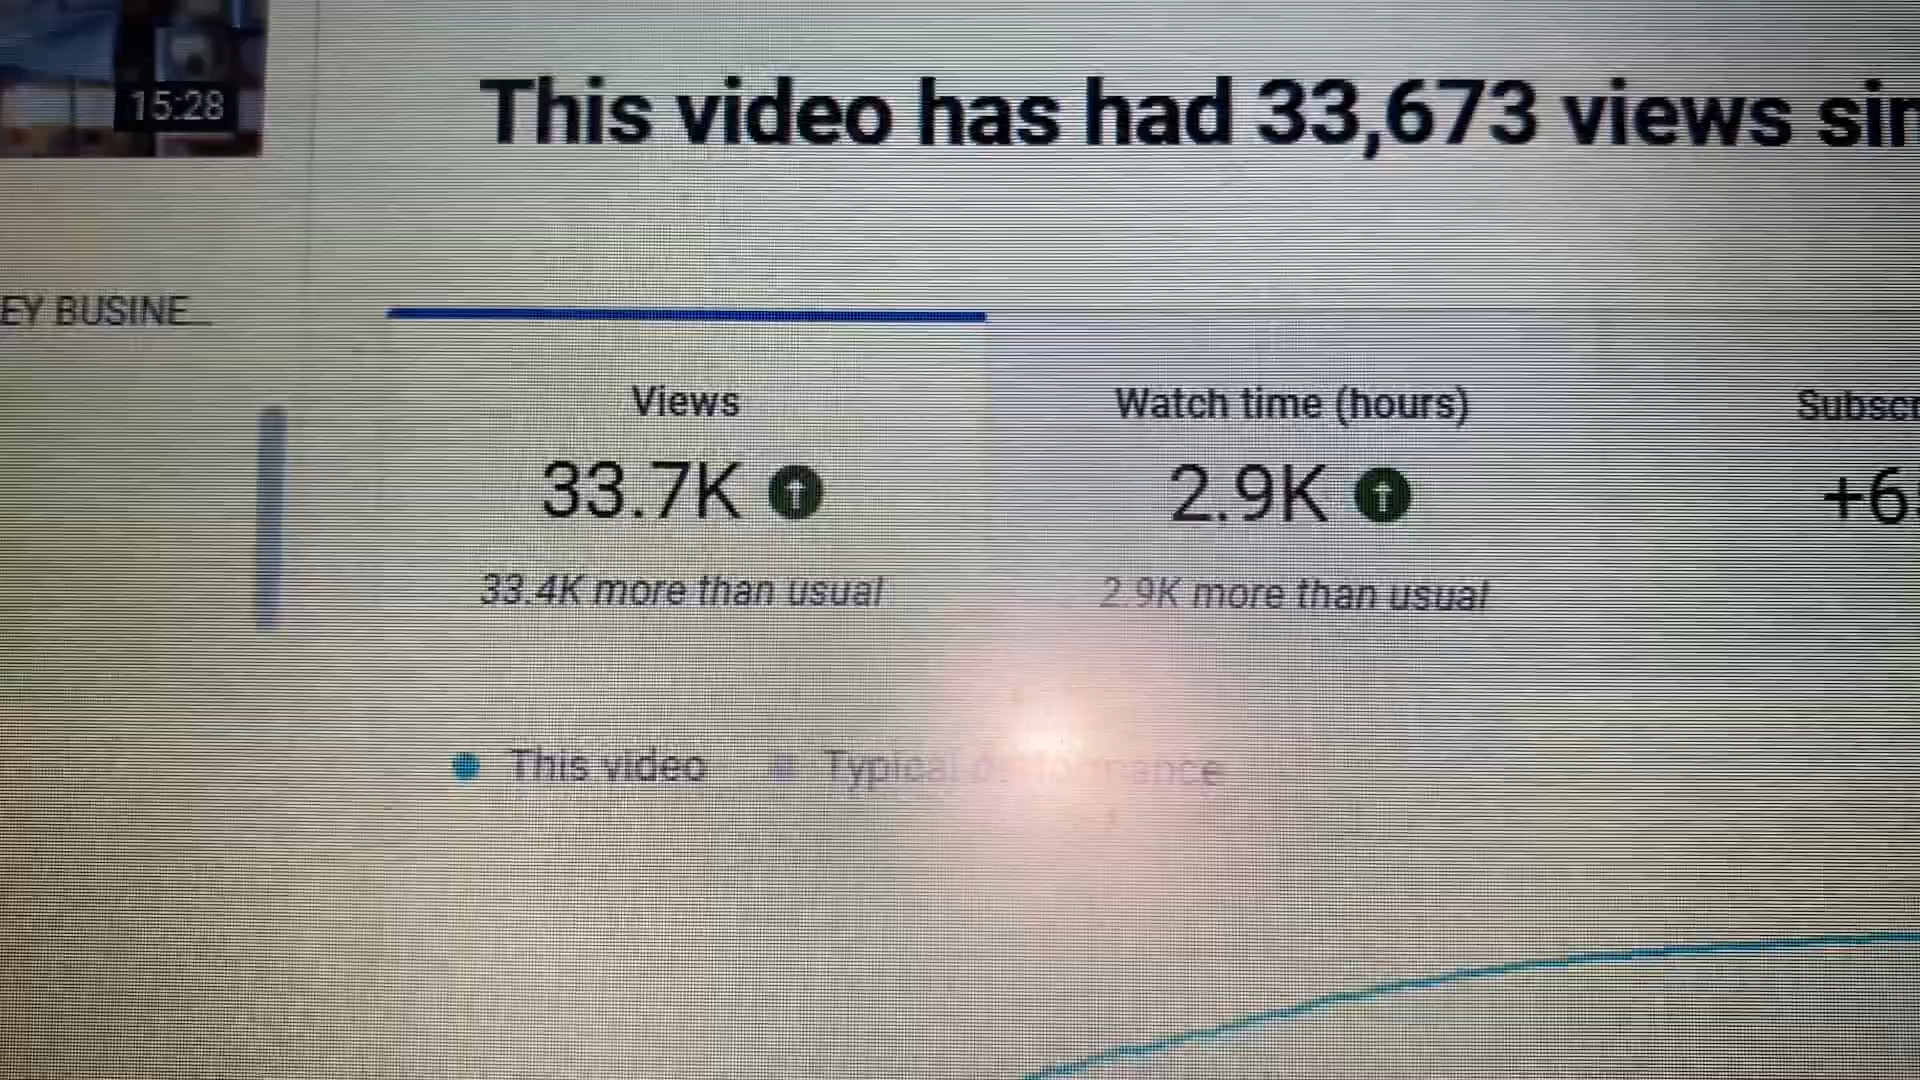 15:28
This video has had 33,673 views sin
EY BUSINE...
Views
33.7K
33.4K more than usual
Watch time (hours)
2.9K
2.9K more than usual
Subscr
+6
This video
Typical performance